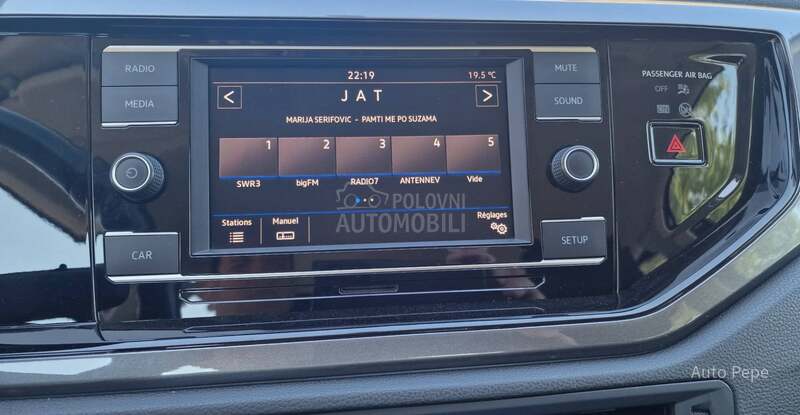 RADIO
MEDIA
CAR
22:19
19.5 °C
J A T
MARIJA SERIFOVIC - PAMTI ME PO SUZAMA
1
2
3
4
5
SWR3
bigFM
RADIO7
ANTENNEV
Vide
Stations
Manuel
Réglages
MUTE
SOUND
SETUP
PASSENGER AIR BAG
OFF
POLOVNI
AUTOMOBILI
Auto Pepe